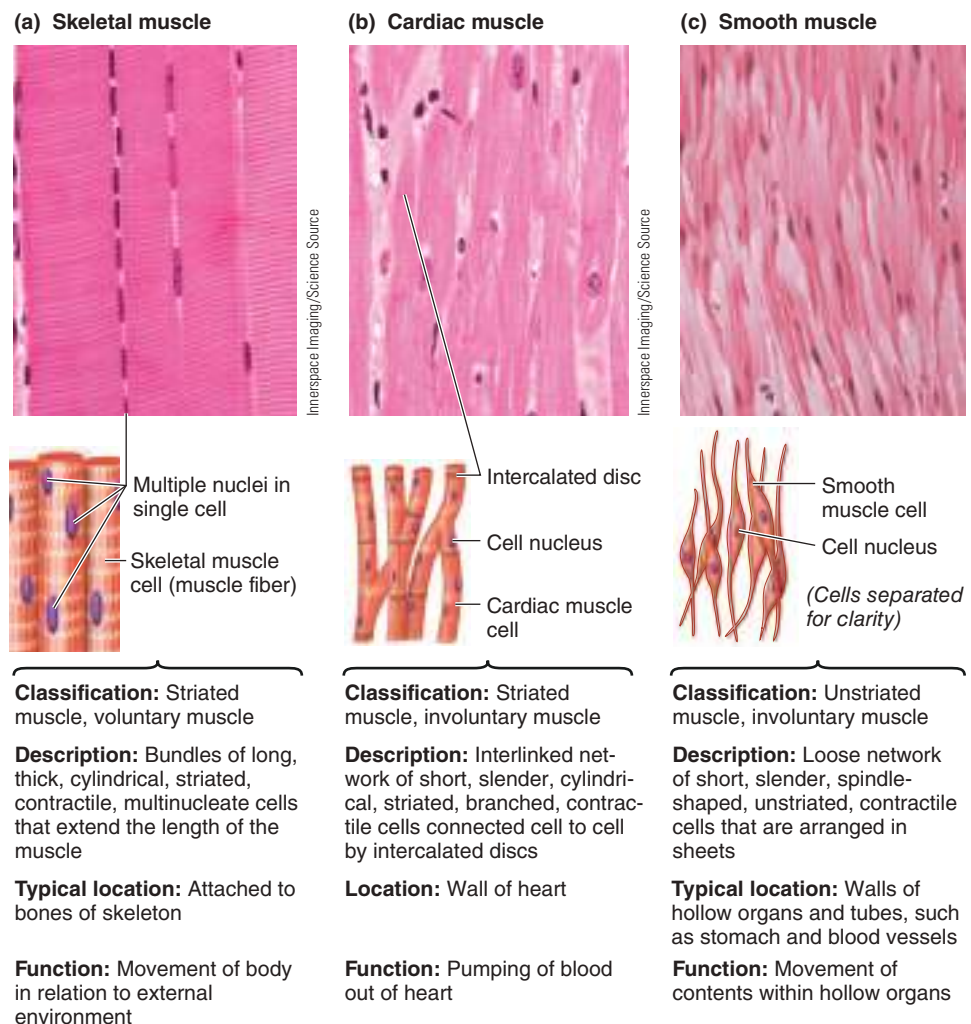 (a) Skeletal muscle
Innerspace Imaging/Science Source
Multiple nuclei in
single cell
Skeletal muscle
cell (muscle fiber)
Classification: Striated
muscle, voluntary muscle
Description: Bundles of long,
thick, cylindrical, striated,
contractile, multinucleate cells
that extend the length of the
muscle
Typical location: Attached to
bones of skeleton
Function: Movement of body
in relation to external
environment
(b) Cardiac muscle
Innerspace Imaging/Science Source
Intercalated disc
Cell nucleus
Cardiac muscle
cell
Classification: Striated
muscle, involuntary muscle
Description: Interlinked net-
work of short, slender, cylindri-
cal, striated, branched, contrac-
tile cells connected cell to cell
by intercalated discs
Location: Wall of heart
Function: Pumping of blood
out of heart
(c) Smooth muscle
Smooth
muscle cell
Cell nucleus
(Cells separated
for clarity)
Classification: Unstriated
muscle, involuntary muscle
Description: Loose network
of short, slender, spindle-
shaped, unstriated, contractile
cells that are arranged in
sheets
Typical location: Walls of
hollow organs and tubes, such
as stomach and blood vessels
Function: Movement of
contents within hollow organs